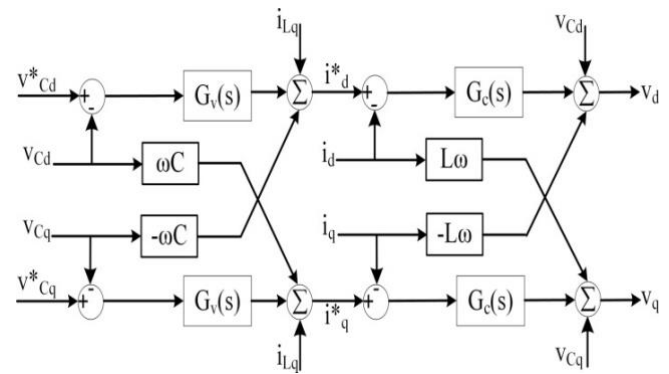 i_Lq v_Cd
v*_Cd + - G_v(s) Σ i*_d + - G_c(s) Σ v_d
v_Cd ωC i_d Lω
v_Cq -ωC i_q -Lω
v*_Cq + - G_v(s) Σ i*_q + - G_c(s) Σ v_q
i_Lq v_Cq